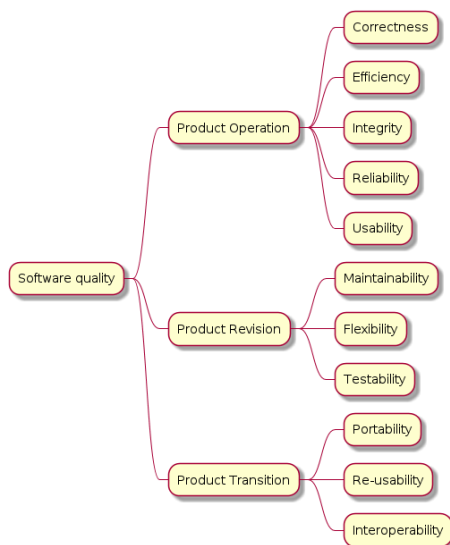 Correctness
Efficiency
Product Operation
Integrity
Reliability
Usability
Software quality
Maintainability
Product Revision
Flexibility
Testability
Portability
Product Transition
Re-usability
Interoperability